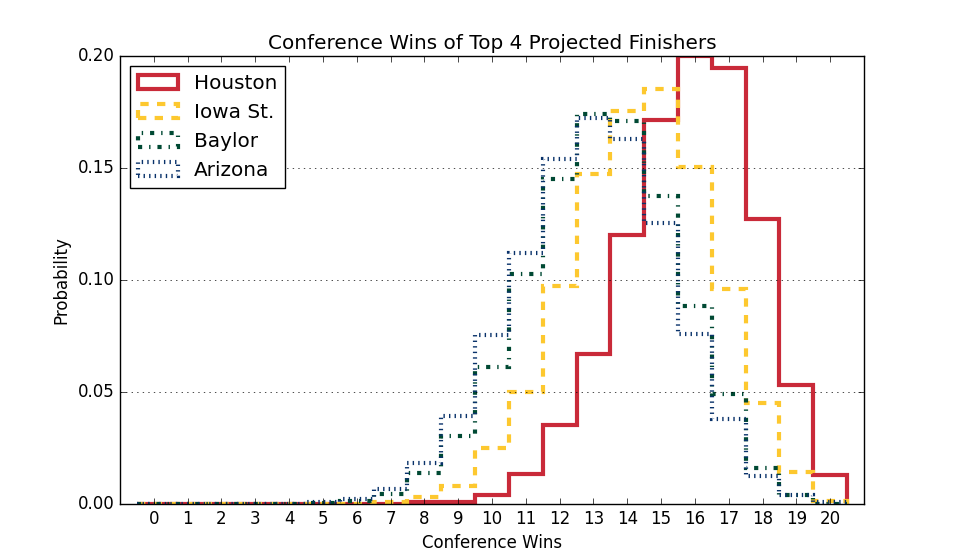 Conference Wins of Top 4 Projected Finishers
0.20
0.15
0.10
0.05
0.00
Probability
Houston
Iowa St.
Baylor
Arizona
0 1 2 3 4 5 6 7 8 9 10 11 12 13 14 15 16 17 18 19 20
Conference Wins